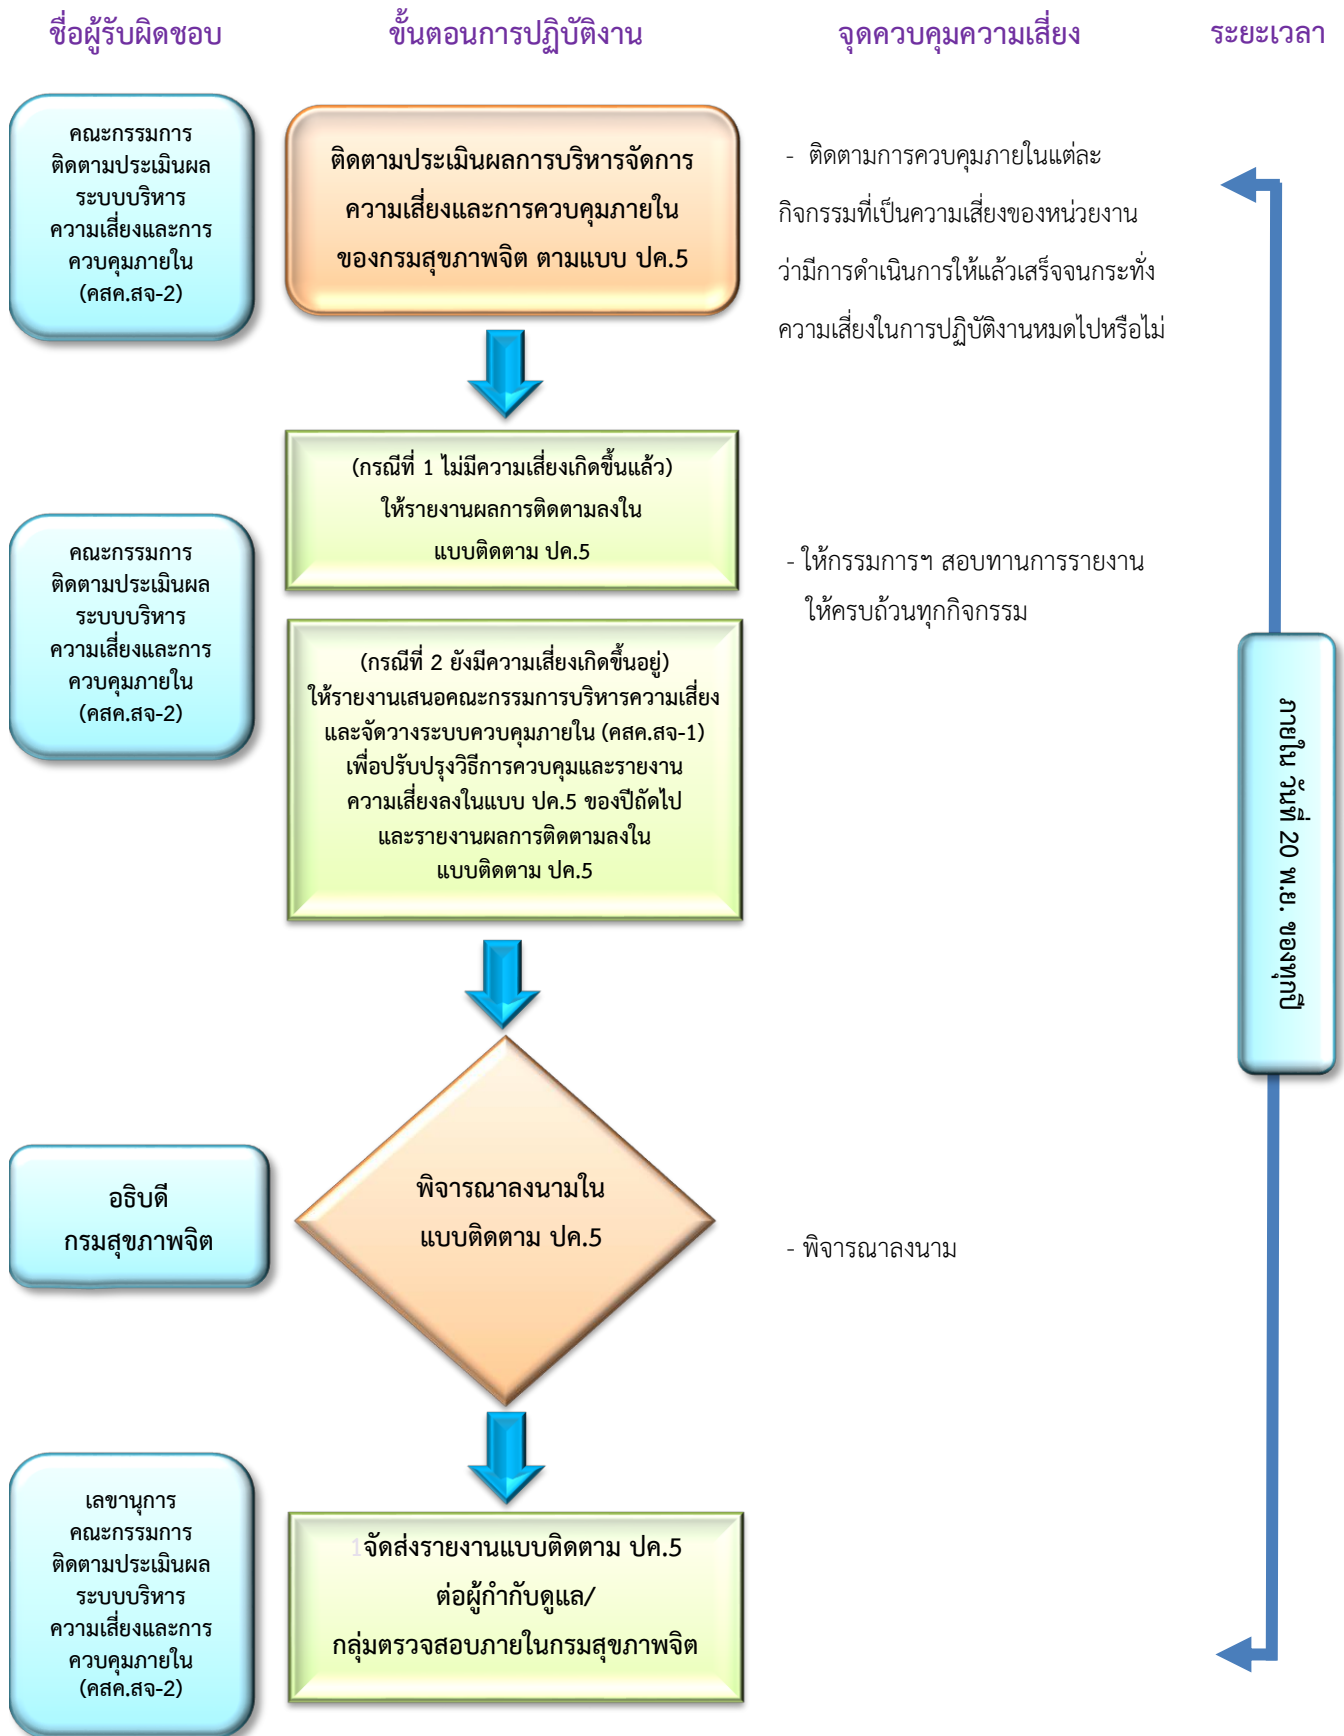 ชื่อผู้รับผิดชอบ
ขั้นตอนการปฏิบัติงาน
จุดควบคุมความเสี่ยง
ระยะเวลา
คณะกรรมการ
ติดตามประเมินผล
ระบบบริหาร
ความเสี่ยงและการ
ควบคุมภายใน
(คสค.สจ-2)
ติดตามประเมินผลการบริหารจัดการ
ความเสี่ยงและการควบคุมภายใน
ของกรมสุขภาพจิต ตามแบบ ปค.5
- ติดตามการควบคุมภายในแต่ละ
กิจกรรมที่เป็นความเสี่ยงของหน่วยงาน
ว่ามีการดำเนินการให้แล้วเสร็จจนกระทั่ง
ความเสี่ยงในการปฏิบัติงานหมดไปหรือไม่
คณะกรรมการ
ติดตามประเมินผล
ระบบบริหาร
ความเสี่ยงและการ
ควบคุมภายใน
(คสค.สจ-2)
(กรณีที่ 1 ไม่มีความเสี่ยงเกิดขึ้นแล้ว)
ให้รายงานผลการติดตามลงใน
แบบติดตาม ปค.5
- ให้กรรมการฯ สอบทานการรายงาน
ให้ครบถ้วนทุกกิจกรรม
(กรณีที่ 2 ยังมีความเสี่ยงเกิดขึ้นอยู่)
ให้รายงานเสนอคณะกรรมการบริหารความเสี่ยง
และจัดวางระบบควบคุมภายใน (คสค.สจ-1)
เพื่อปรับปรุงวิธีการควบคุมและรายงาน
ความเสี่ยงลงในแบบ ปค.5 ของปีถัดไป
และรายงานผลการติดตามลงใน
แบบติดตาม ปค.5
ภายใน วันที่ 20 พ.ย. ของทุกปี
อธิบดี
กรมสุขภาพจิต
พิจารณาลงนามใน
แบบติดตาม ปค.5
- พิจารณาลงนาม
เลขานุการ
คณะกรรมการ
ติดตามประเมินผล
ระบบบริหาร
ความเสี่ยงและการ
ควบคุมภายใน
(คสค.สจ-2)
1จัดส่งรายงานแบบติดตาม ปค.5
ต่อผู้กำกับดูแล/
กลุ่มตรวจสอบภายในกรมสุขภาพจิต